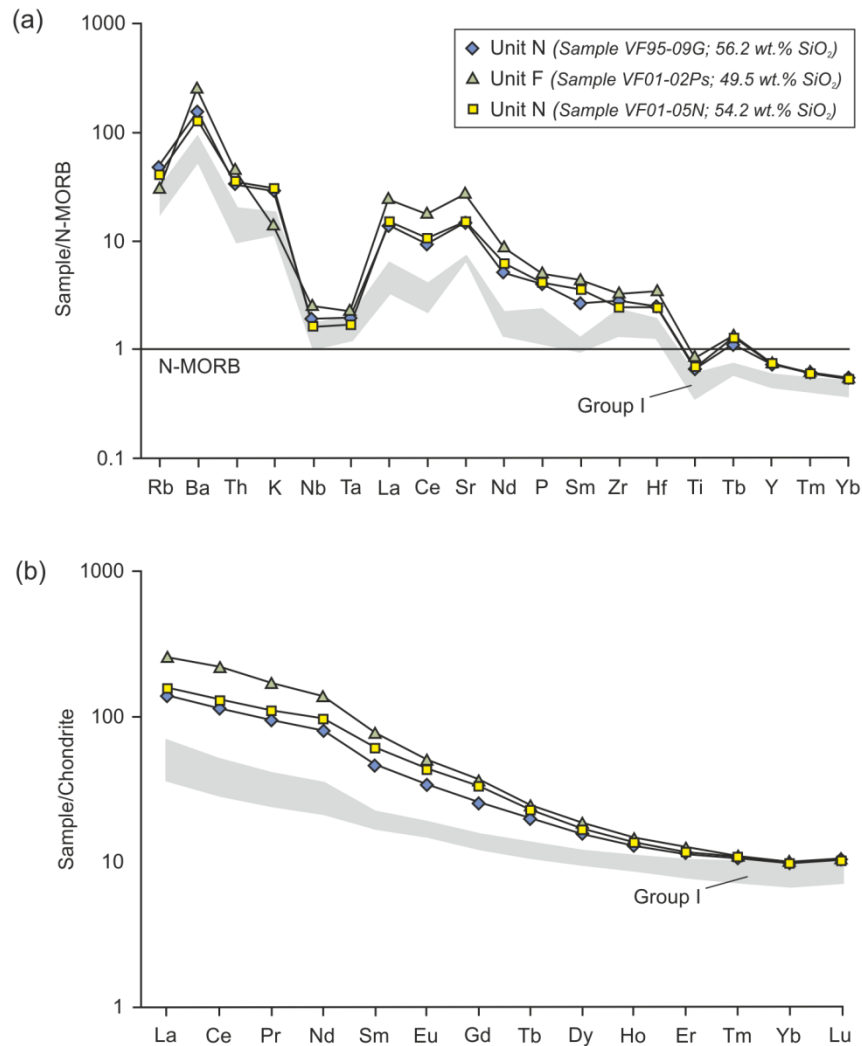 (a)
1000
100
10
1
0.1
Sample/N-MORB
Unit N (Sample VF95-09G; 56.2 wt.% SiO₂)
Unit F (Sample VF01-02Ps; 49.5 wt.% SiO₂)
Unit N (Sample VF01-05N; 54.2 wt.% SiO₂)
N-MORB
Group I
Rb Ba Th K Nb Ta La Ce Sr Nd P Sm Zr Hf Ti Tb Y Tm Yb
(b)
1000
100
10
1
Sample/Chondrite
Group I
La Ce Pr Nd Sm Eu Gd Tb Dy Ho Er Tm Yb Lu